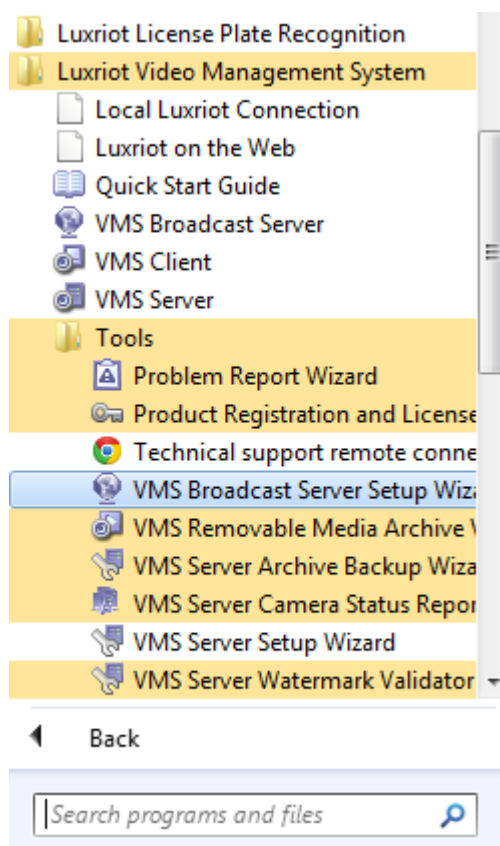 Luxriot License Plate Recognition
Luxriot Video Management System
Local Luxriot Connection
Luxriot on the Web
Quick Start Guide
VMS Broadcast Server
VMS Client
VMS Server
Tools
Problem Report Wizard
Product Registration and License
Technical support remote conne
VMS Broadcast Server Setup Wiza
VMS Removable Media Archive
VMS Server Archive Backup Wiza
VMS Server Camera Status Repor
VMS Server Setup Wizard
VMS Server Watermark Validator
Back
Search programs and files